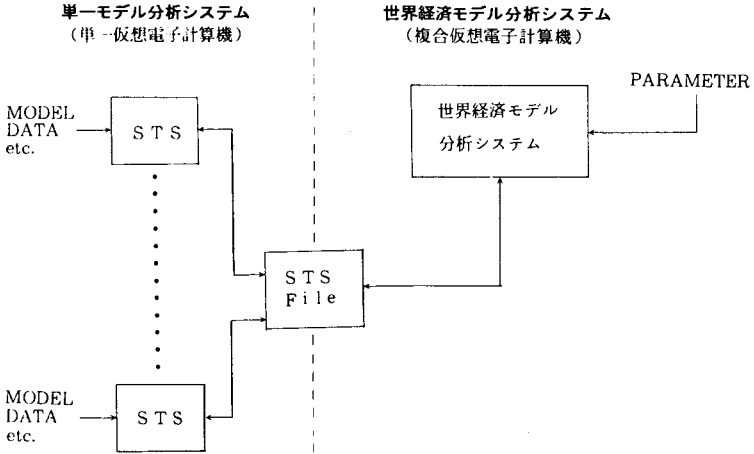 単一モデル分析システム
（単一仮想電子計算機）
世界経済モデル分析システム
（複合仮想電子計算機）
PARAMETER
MODEL
DATA
etc.
STS
世界経済モデル
分析システム
STS
File
MODEL
DATA
etc.
STS